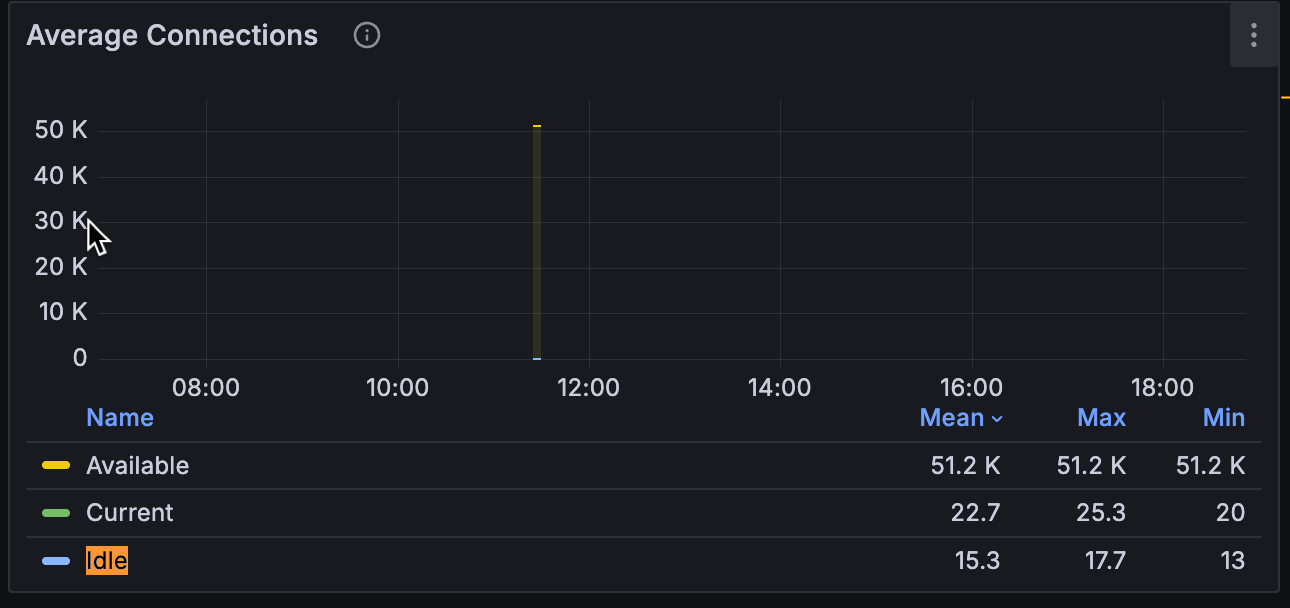 Average Connections
50 K
40 K
30 K
20 K
10 K
0
08:00 10:00 12:00 14:00 16:00 18:00
Name Mean Max Min
Available 51.2 K 51.2 K 51.2 K
Current 22.7 25.3 20
Idle 15.3 17.7 13